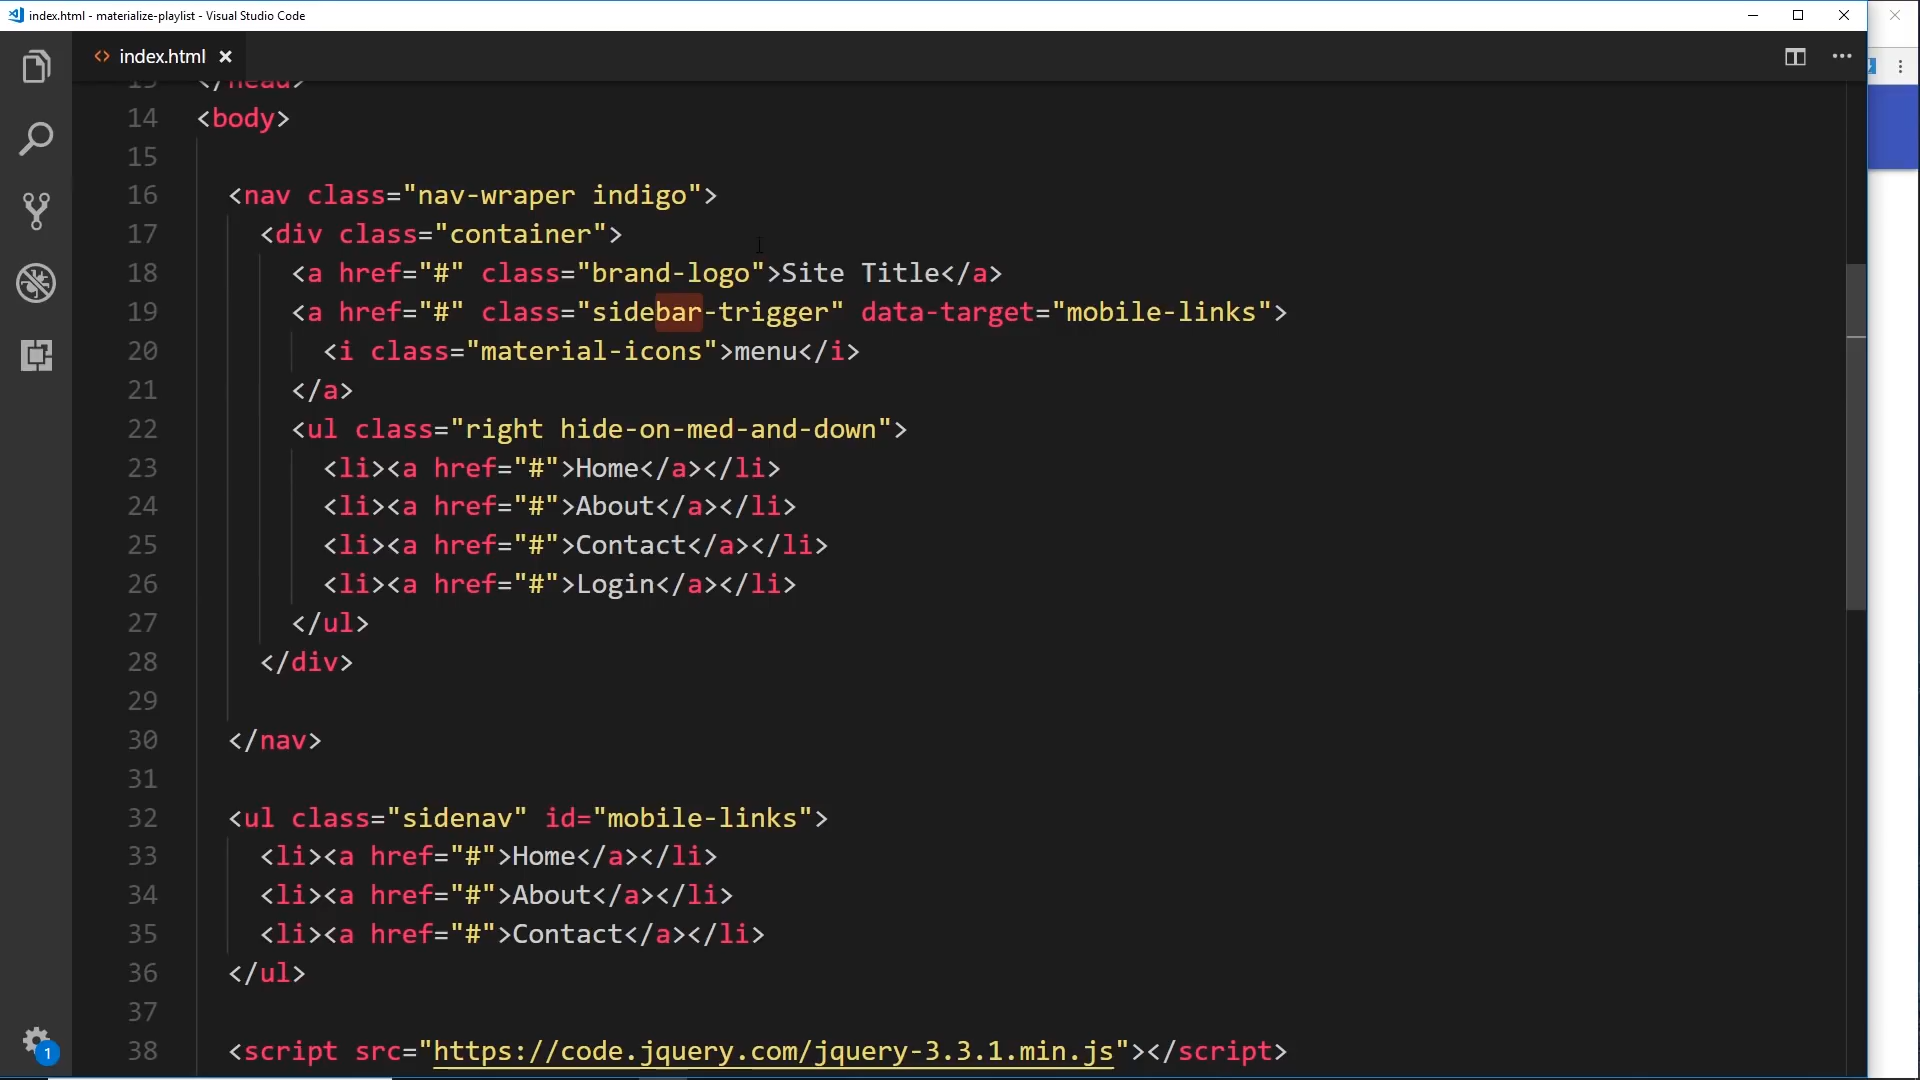 index.html - materialize-playlist - Visual Studio Code
index.html
13 </head>
14 <body>
15
16 <nav class="nav-wraper indigo">
17 <div class="container">
18 <a href="#" class="brand-logo">Site Title</a>
19 <a href="#" class="sidebar-trigger" data-target="mobile-links">
20 <i class="material-icons">menu</i>
21 </a>
22 <ul class="right hide-on-med-and-down">
23 <li><a href="#">Home</a></li>
24 <li><a href="#">About</a></li>
25 <li><a href="#">Contact</a></li>
26 <li><a href="#">Login</a></li>
27 </ul>
28 </div>
29
30 </nav>
31
32 <ul class="sidenav" id="mobile-links">
33 <li><a href="#">Home</a></li>
34 <li><a href="#">About</a></li>
35 <li><a href="#">Contact</a></li>
36 </ul>
37
38 <script src="https://code.jquery.com/jquery-3.3.1.min.js"></script>
1